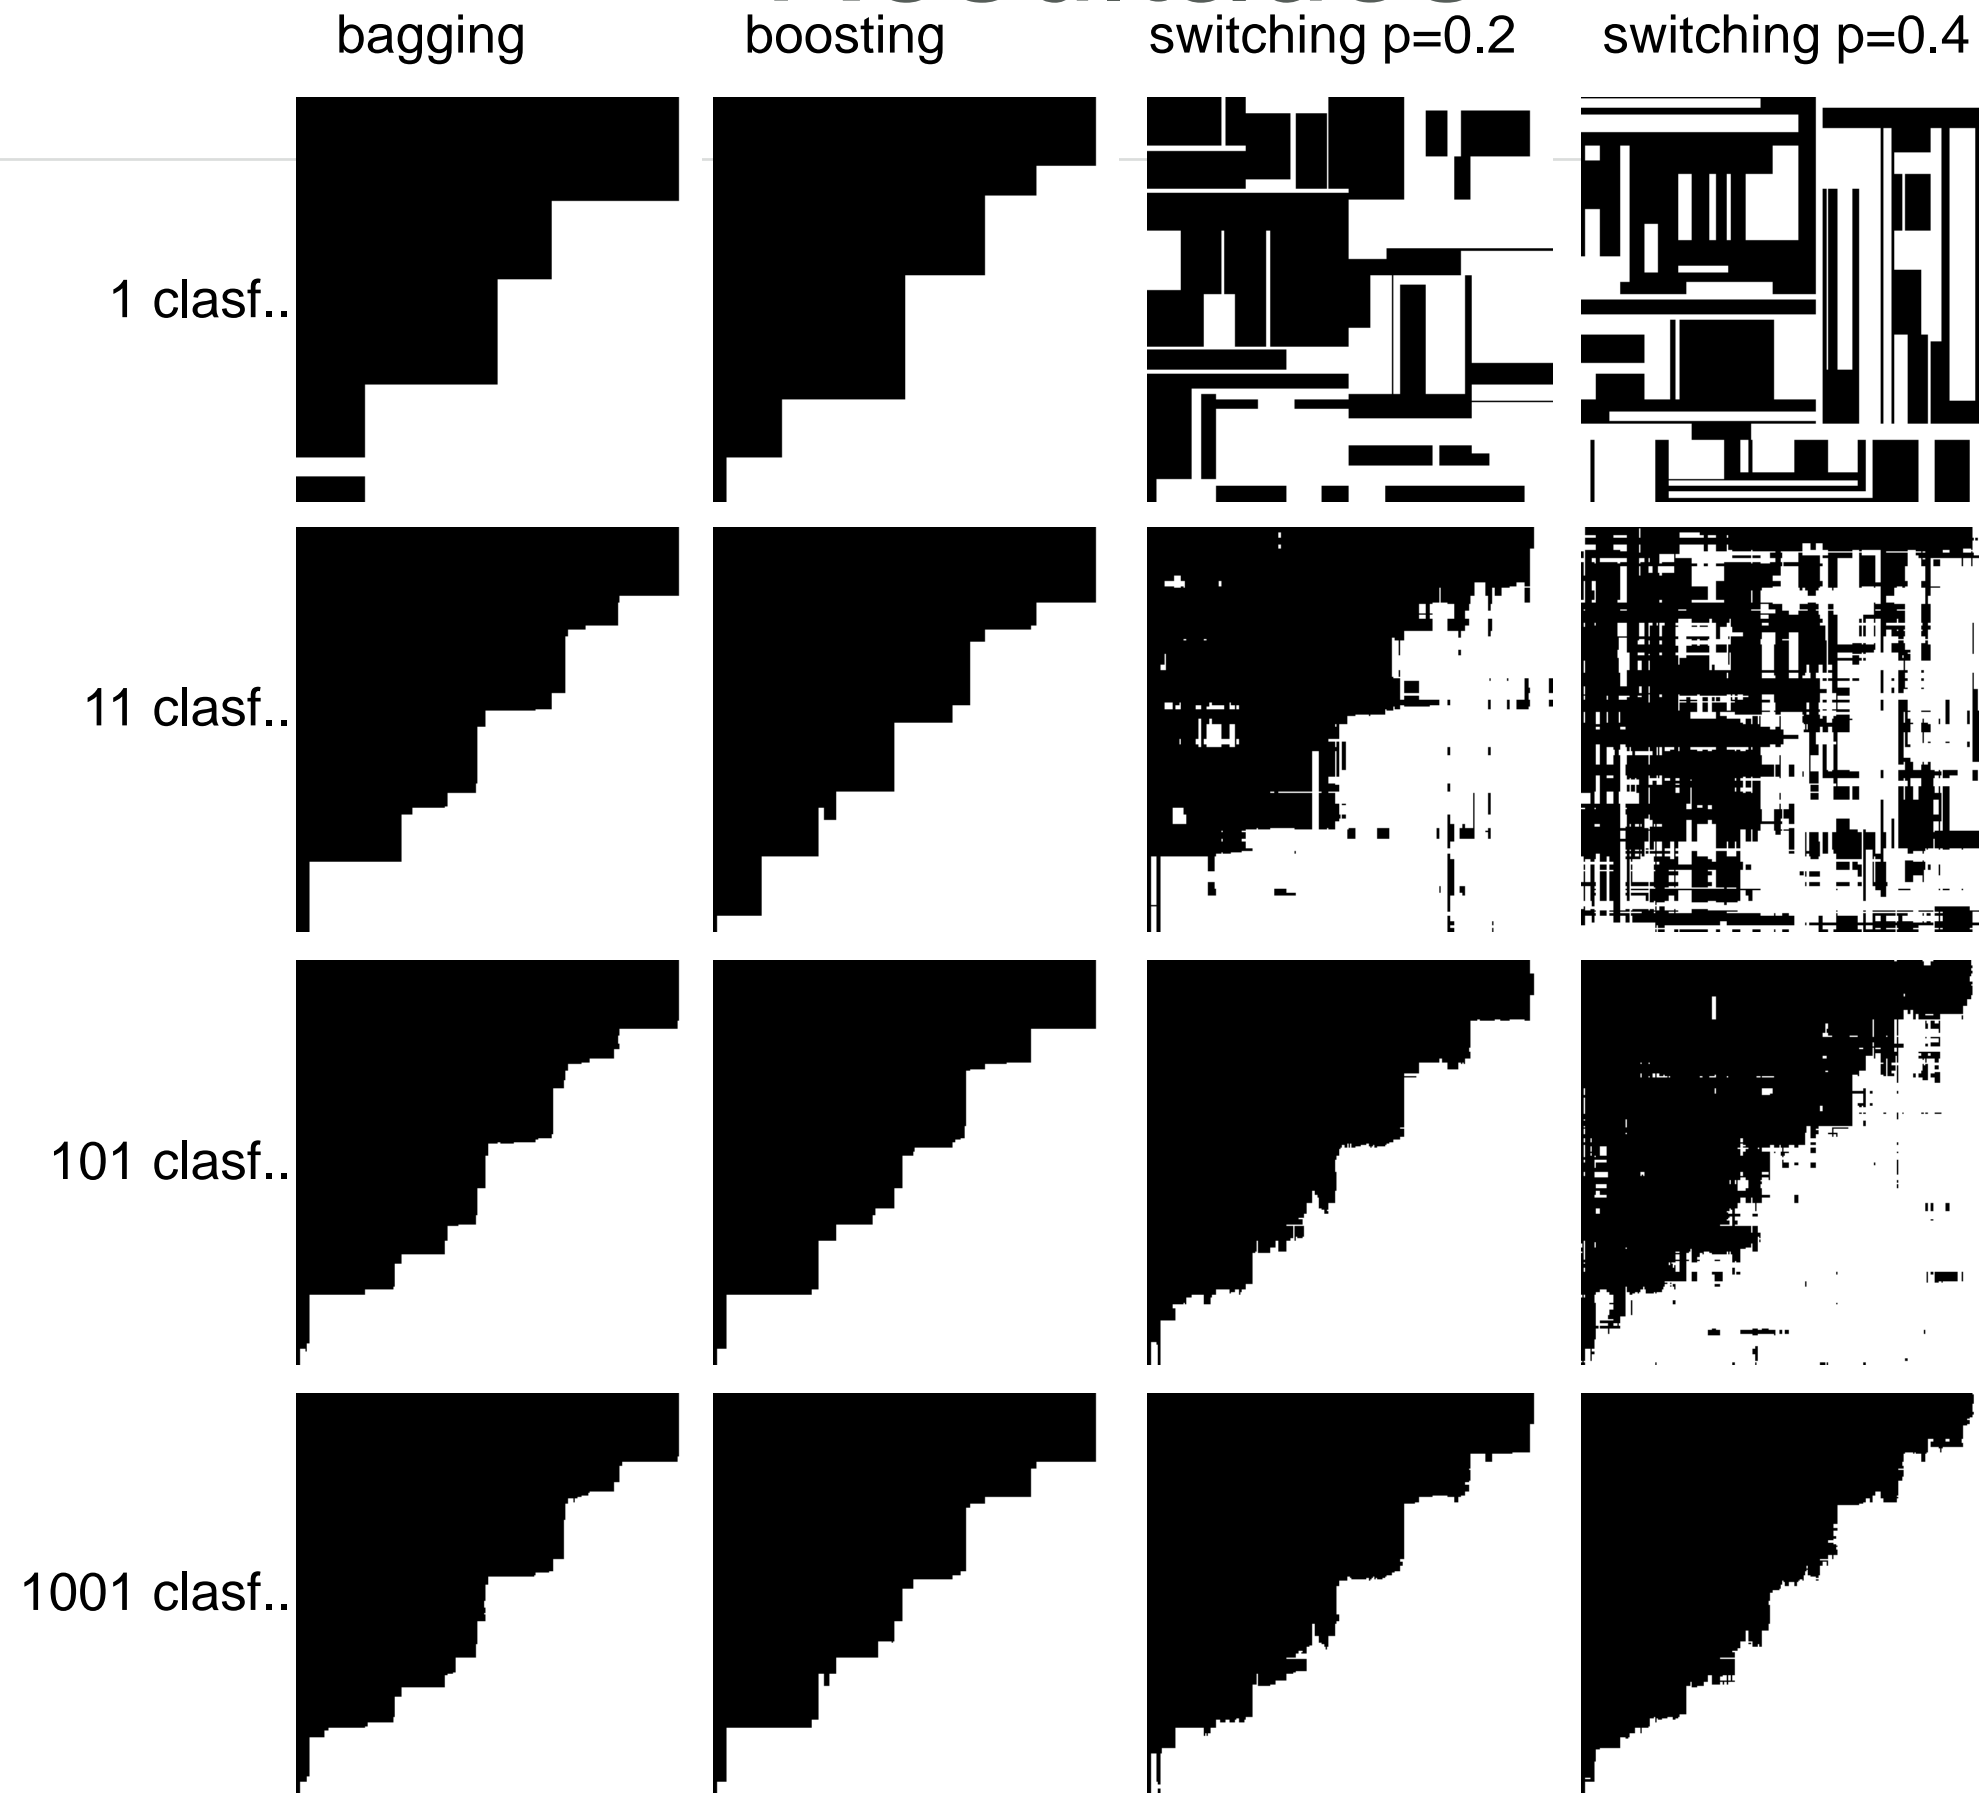 bagging boosting switching p=0.2 switching p=0.4
1 clasf..
11 clasf..
101 clasf..
1001 clasf..